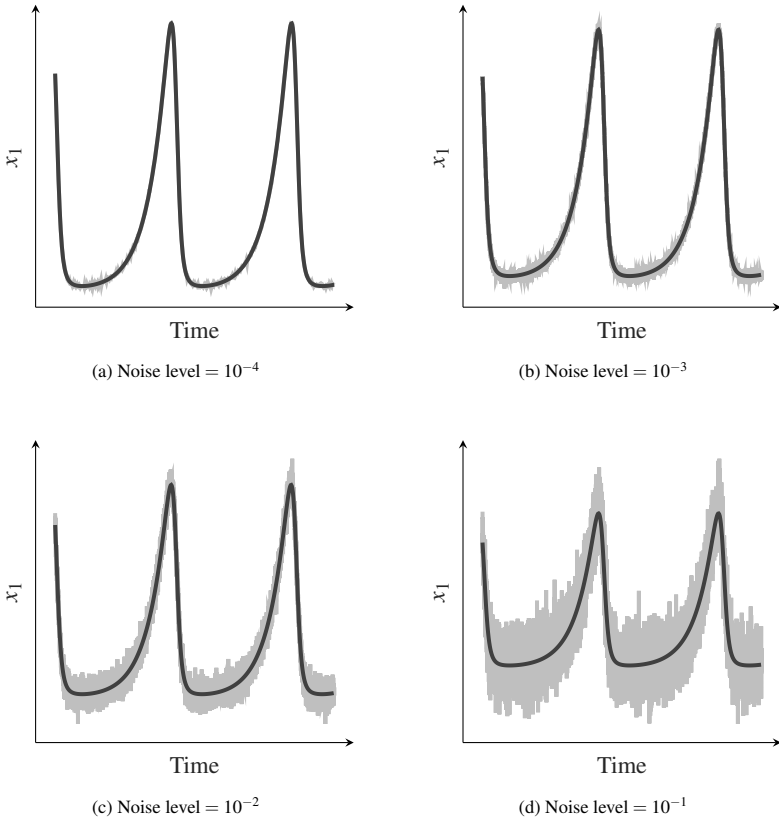 x₁
Time
(a) Noise level = 10⁻⁴
x₁
Time
(b) Noise level = 10⁻³
x₁
Time
(c) Noise level = 10⁻²
x₁
Time
(d) Noise level = 10⁻¹